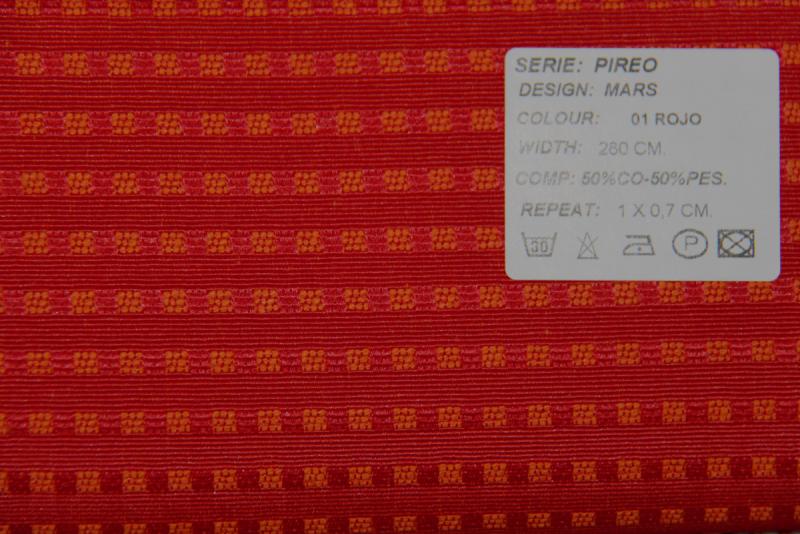 SERIE: PIREO
DESIGN: MARS
COLOUR: 01 ROJO
WIDTH: 280 CM.
COMP: 50%CO-50%PES.
REPEAT: 1 X 0,7 CM.
30 P